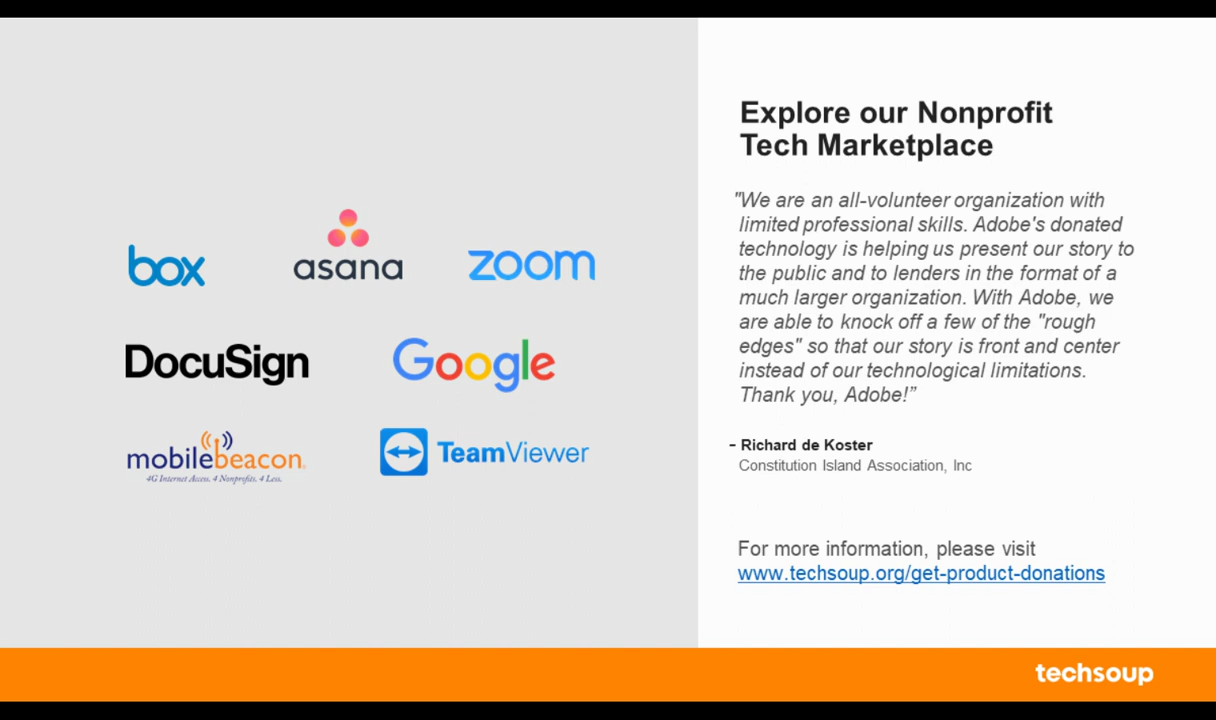 box
asana
zoom
DocuSign
Google
mobilebeacon
4G Internet Access. 4 Nonprofits. 4 Less.
TeamViewer
Explore our Nonprofit
Tech Marketplace
"We are an all-volunteer organization with
limited professional skills. Adobe's donated
technology is helping us present our story to
the public and to lenders in the format of a
much larger organization. With Adobe, we
are able to knock off a few of the "rough
edges" so that our story is front and center
instead of our technological limitations.
Thank you, Adobe!”
- Richard de Koster
Constitution Island Association, Inc
For more information, please visit
www.techsoup.org/get-product-donations
techsoup